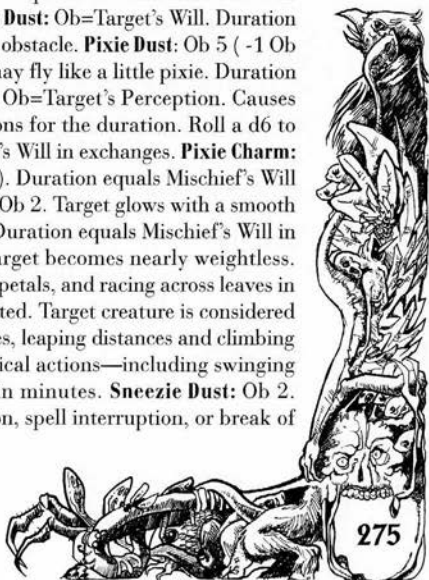 Dust: Ob=Target's Will. Duration
obstacle. Pixie Dust: Ob 5 ( -1 Ob
ay fly like a little pixie. Duration
Ob=Target's Perception. Causes
ons for the duration. Roll a d6 to
's Will in exchanges. Pixie Charm:
). Duration equals Mischief's Will
Ob 2. Target glows with a smooth
Duration equals Mischief's Will in
arget becomes nearly weightless.
petals, and racing across leaves in
ted. Target creature is considered
es, leaping distances and climbing
ical actions—including swinging
in minutes. Sneezie Dust: Ob 2.
on, spell interruption, or break of
275